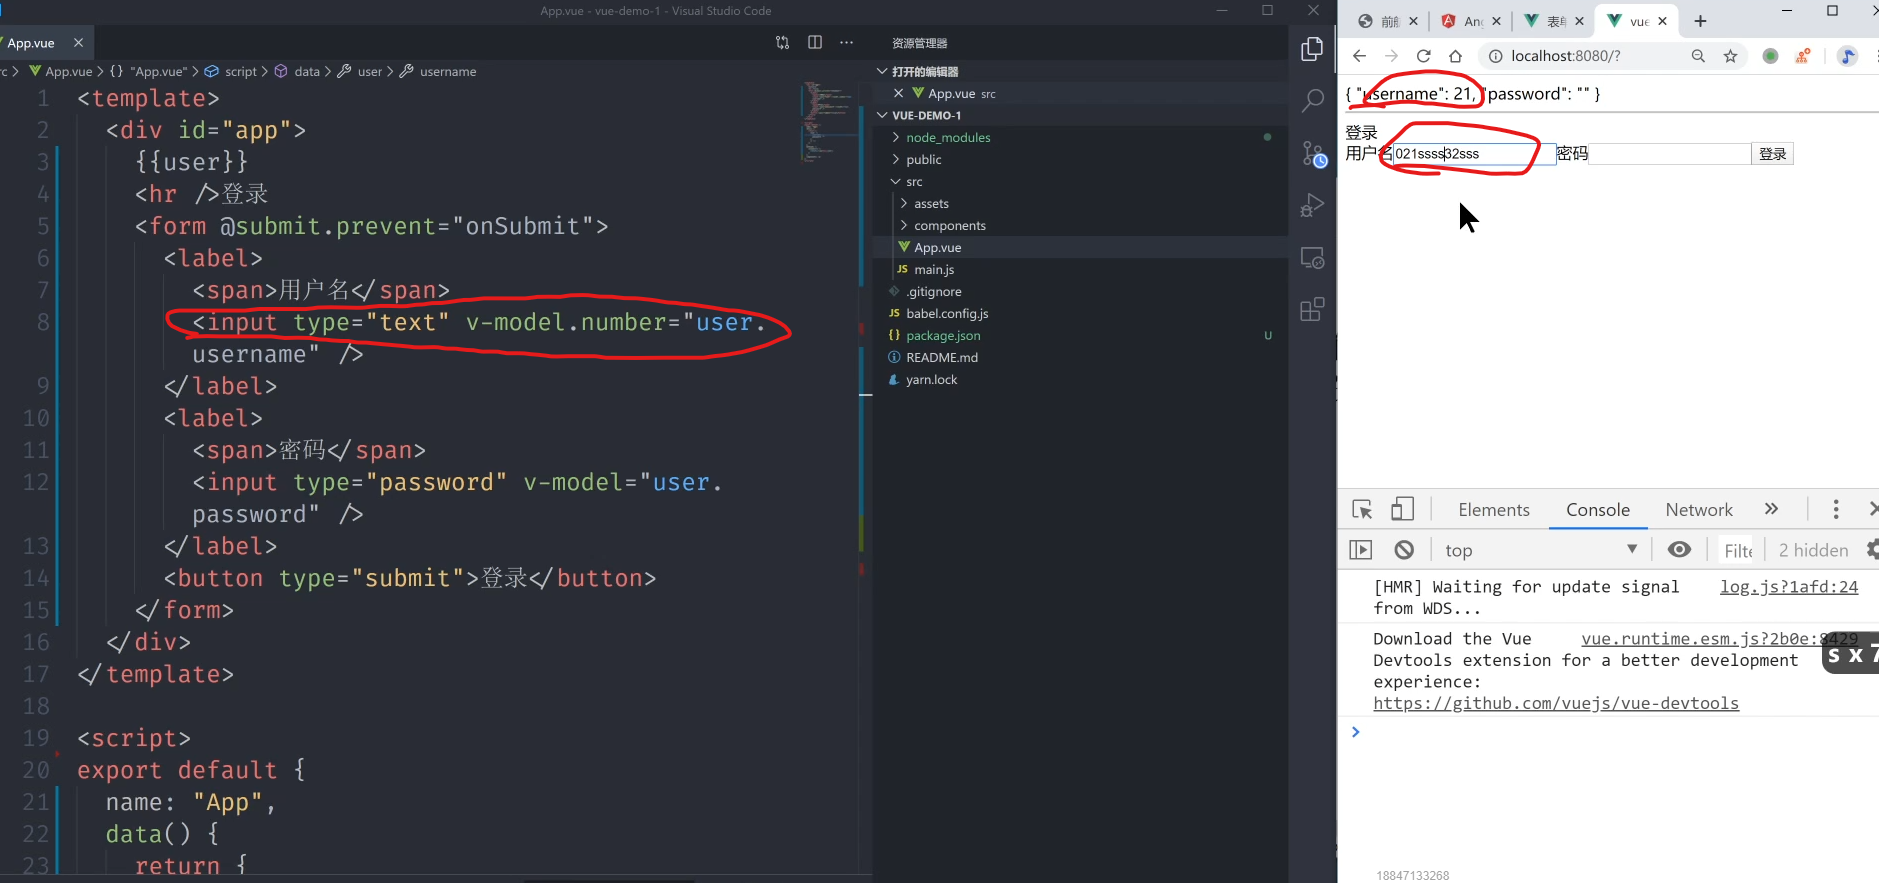 App.vue - vue-demo-1 - Visual Studio Code
App.vue
App.vue > {} "App.vue" > script > data > user > username
1 <template>
2 <div id="app">
3 {{user}}
4 <hr />登录
5 <form @submit.prevent="onSubmit">
6 <label>
7 <span>用户名</span>
8 <input type="text" v-model.number="user.
username" />
9 </label>
10 <label>
11 <span>密码</span>
12 <input type="password" v-model="user.
password" />
13 </label>
14 <button type="submit">登录</button>
15 </form>
16 </div>
17 </template>
18
19 <script>
20 export default {
21 name: "App",
22 data() {
23 return {
资源管理器
打开的编辑器
App.vue src
VUE-DEMO-1
node_modules
public
src
assets
components
App.vue
JS main.js
.gitignore
JS babel.config.js
{} package.json U
README.md
yarn.lock
表单
vue
localhost:8080/?
{ "username": 21, "password": "" }
登录
用户名 021ssss32sss 密码 登录
Elements Console Network »
top 2 hidden
[HMR] Waiting for update signal log.js?1afd:24
from WDS...
Download the Vue vue.runtime.esm.js?2b0e:8429
Devtools extension for a better development
experience:
https://github.com/vuejs/vue-devtools
s x 7
18847133268